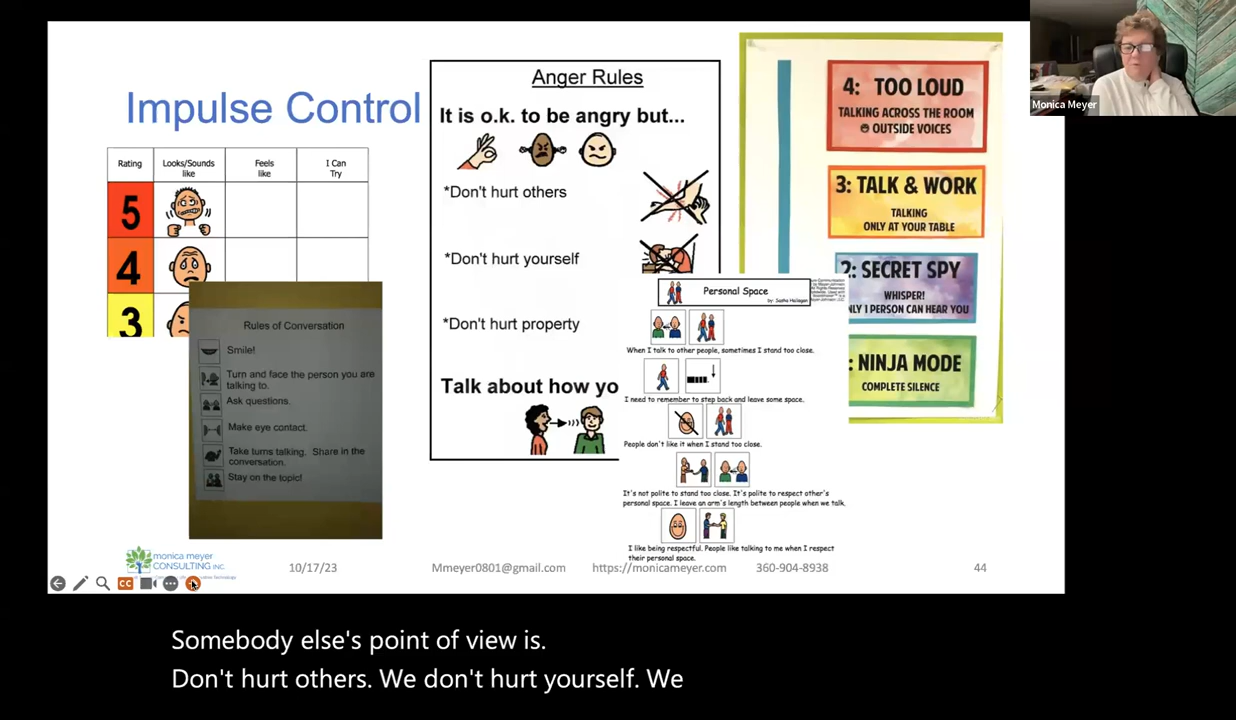 Monica Meyer
Impulse Control
Rating
Looks/Sounds
like
Feels
like
I Can
Try
5
4
3
Rules of Conversation
Smile!
Turn and face the person you are
talking to.
Ask questions.
Make eye contact.
Take turns talking. Share in the
conversation.
Stay on the topic!
Anger Rules
It is o.k. to be angry but...
*Don't hurt others
*Don't hurt yourself
*Don't hurt property
Talk about how yo
Personal Space
by: Sasha
When I talk to other people, sometimes I stand too close.
I need to remember to step back and leave some space.
People don't like it when I stand too close.
It's not polite to stand too close. It's polite to respect other's
personal space. I leave an arm's length between people when we talk.
I like being respectful. People like talking to me when I respect
their personal space.
4: TOO LOUD
TALKING ACROSS THE ROOM
OUTSIDE VOICES
3: TALK & WORK
TALKING
ONLY AT YOUR TABLE
2: SECRET SPY
WHISPER!
NLY 1 PERSON CAN HEAR YOU
: NINJA MODE
COMPLETE SILENCE
monica meyer
CONSULTING INC.
10/17/23
Mmeyer0801@gmail.com
https://monicameyer.com
360-904-8938
44
CC
Somebody else's point of view is.
Don't hurt others. We don't hurt yourself. We